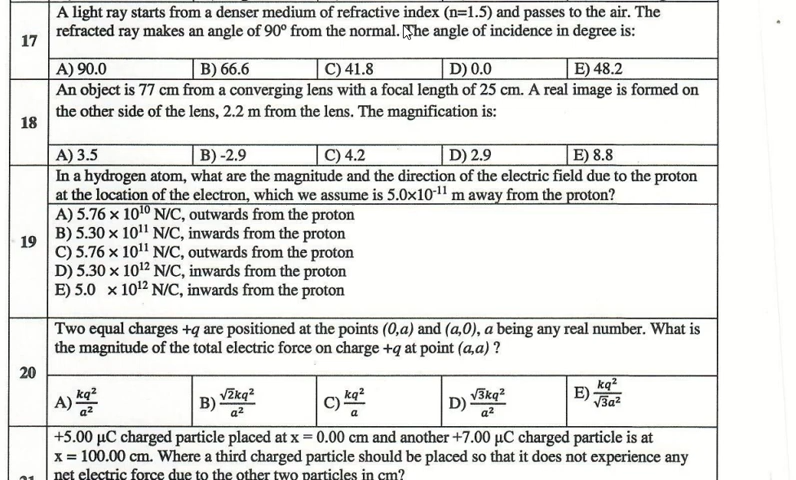 17
A light ray starts from a denser medium of refractive index (n=1.5) and passes to the air. The
refracted ray makes an angle of 90° from the normal. The angle of incidence in degree is:
A) 90.0 B) 66.6 C) 41.8 D) 0.0 E) 48.2
18
An object is 77 cm from a converging lens with a focal length of 25 cm. A real image is formed on
the other side of the lens, 2.2 m from the lens. The magnification is:
A) 3.5 B) -2.9 C) 4.2 D) 2.9 E) 8.8
19
In a hydrogen atom, what are the magnitude and the direction of the electric field due to the proton
at the location of the electron, which we assume is 5.0×10⁻¹¹ m away from the proton?
A) 5.76 × 10¹⁰ N/C, outwards from the proton
B) 5.30 × 10¹¹ N/C, inwards from the proton
C) 5.76 × 10¹¹ N/C, outwards from the proton
D) 5.30 × 10¹² N/C, inwards from the proton
E) 5.0 × 10¹² N/C, inwards from the proton
20
Two equal charges +q are positioned at the points (0,a) and (a,0), a being any real number. What is
the magnitude of the total electric force on charge +q at point (a,a) ?
A) kq²/a² B) √2kq²/a² C) kq²/a D) √3kq²/a² E) kq²/√3a²
21
+5.00 µC charged particle placed at x = 0.00 cm and another +7.00 µC charged particle is at
x = 100.00 cm. Where a third charged particle should be placed so that it does not experience any
net electric force due to the other two particles in cm?